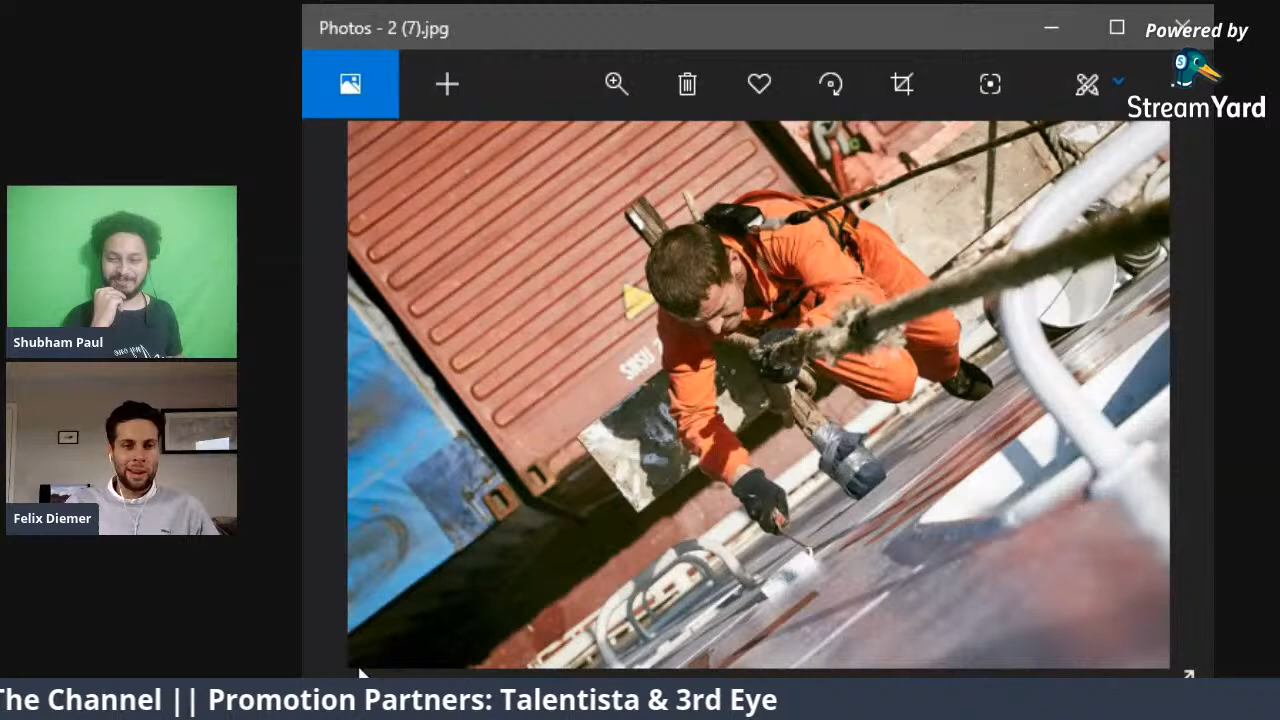 Photos - 2 (7).jpg
Powered by
StreamYard
Shubham Paul
Felix Diemer
The Channel || Promotion Partners: Talentista & 3rd Eye